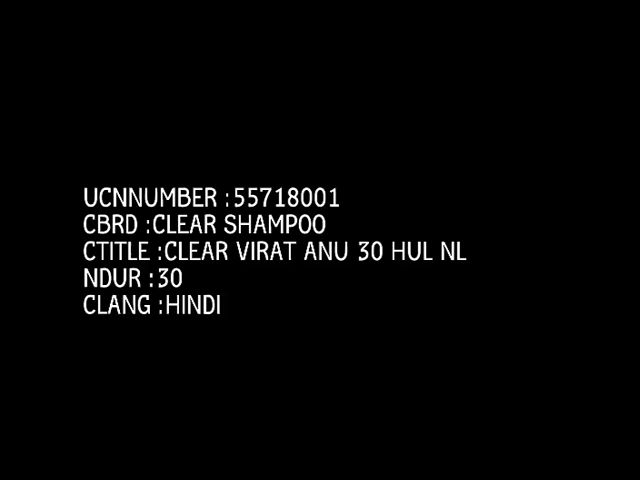 UCNNUMBER :55718001
CBRD :CLEAR SHAMPOO
CTITLE :CLEAR VIRAT ANU 30 HUL NL
NDUR :30
CLANG :HINDI